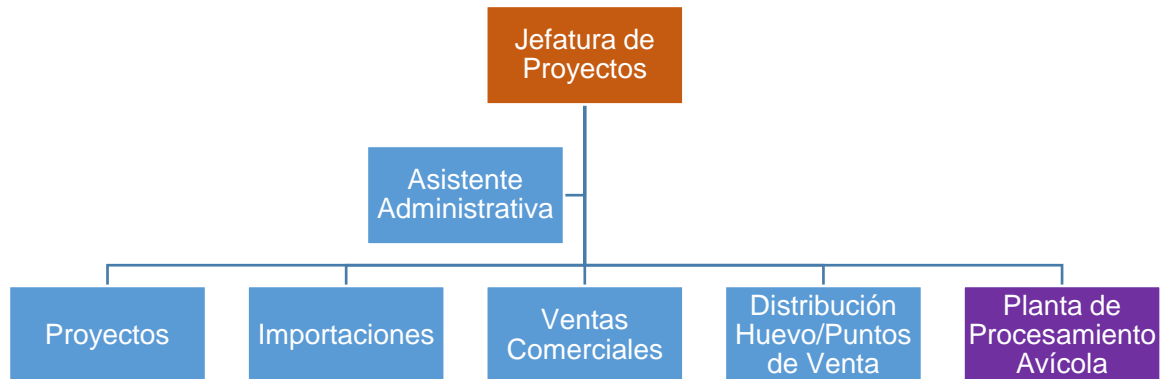 Jefatura de
Proyectos
Asistente
Administrativa
Proyectos
Importaciones
Ventas
Comerciales
Distribución
Huevo/Puntos
de Venta
Planta de
Procesamiento
Avícola